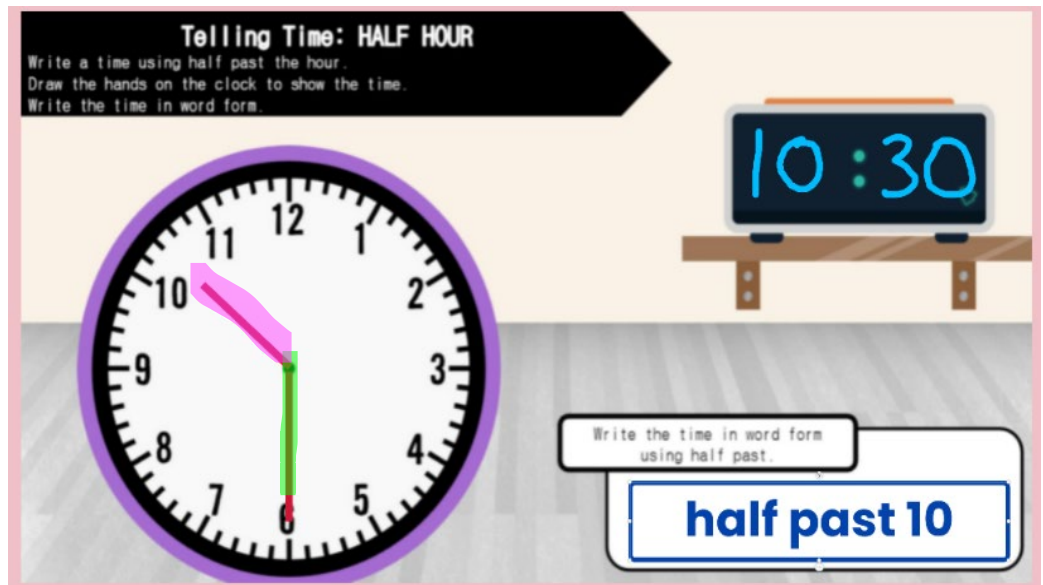 Telling Time: HALF HOUR
Write a time using half past the hour.
Draw the hands on the clock to show the time.
Write the time in word form.
10:30
12
11 1
10 2
9 3
8 4
7 5
6
Write the time in word form
using half past.
half past 10